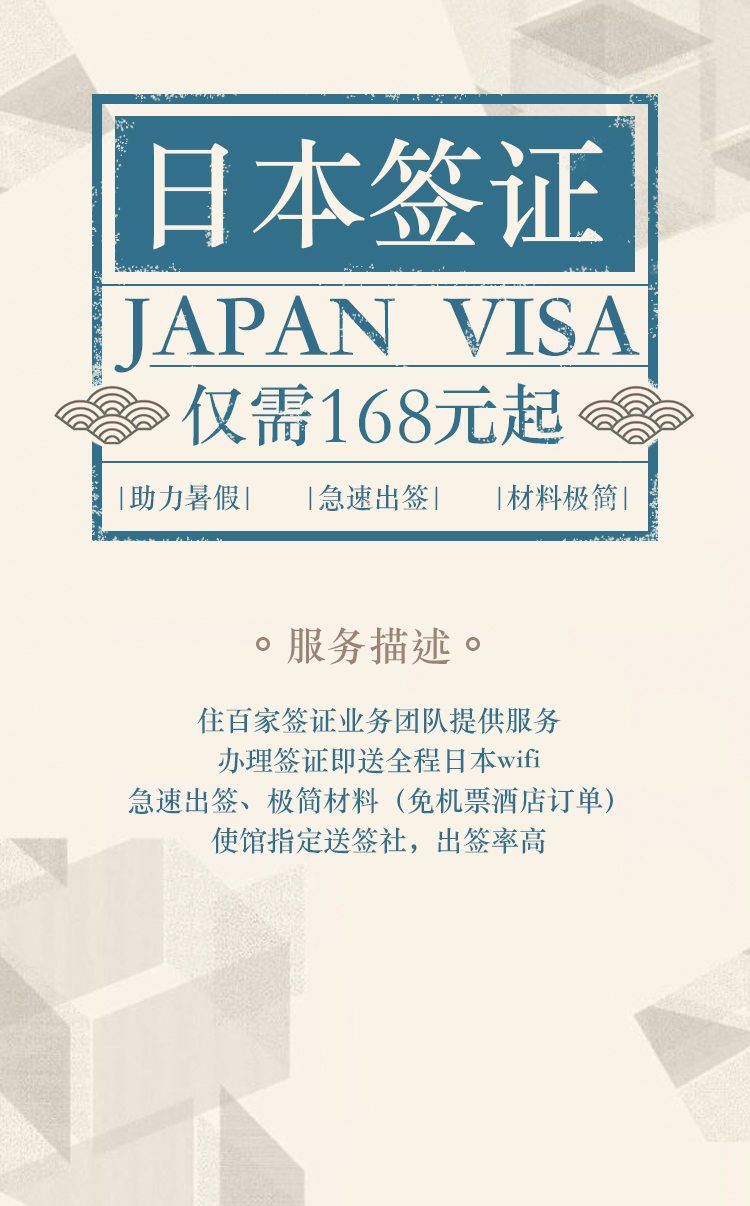 日本签证
JAPAN VISA
仅需168元起
|助力暑假| |急速出签| |材料极简|
服务描述
住百家签证业务团队提供服务
办理签证即送全程日本wifi
急速出签、极简材料（免机票酒店订单）
使馆指定送签社，出签率高